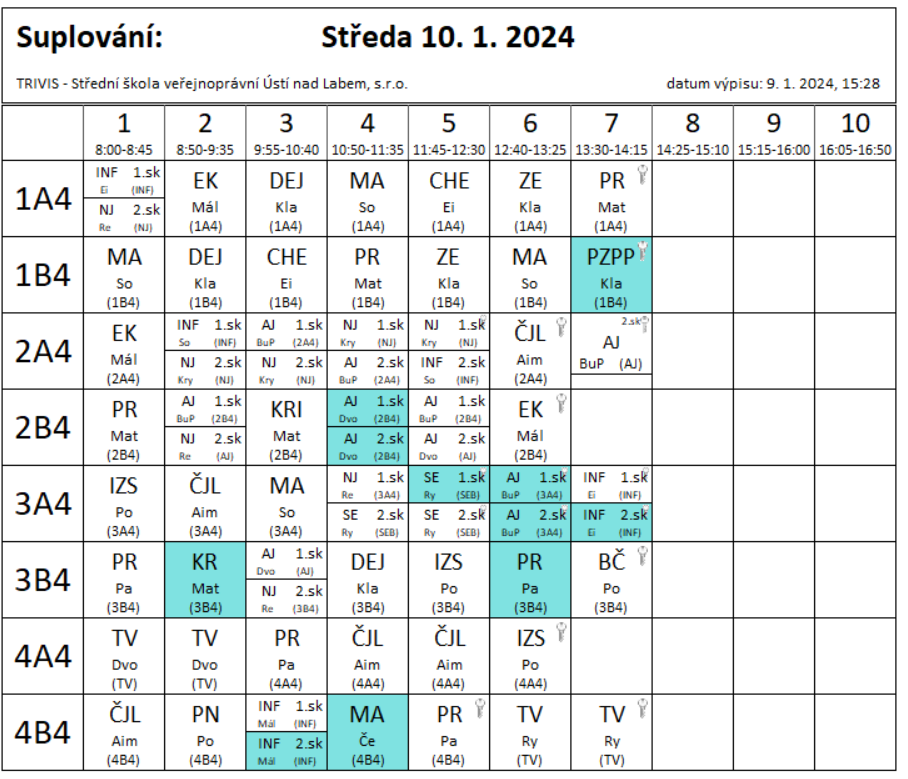 Suplování: Středa 10. 1. 2024
TRIVIS - Střední škola veřejnoprávní Ústí nad Labem, s.r.o. datum výpisu: 9. 1. 2024, 15:28
1 2 3 4 5 6 7 8 9 10
8:00-8:45 8:50-9:35 9:55-10:40 10:50-11:35 11:45-12:30 12:40-13:25 13:30-14:15 14:25-15:10 15:15-16:00 16:05-16:50
1A4
INF 1.sk
Ei (INF)
NJ 2.sk
Re (NJ)
EK
Mál
(1A4)
DEJ
Kla
(1A4)
MA
So
(1A4)
CHE
Ei
(1A4)
ZE
Kla
(1A4)
PR
Mat
(1A4)
1B4
MA
So
(1B4)
DEJ
Kla
(1B4)
CHE
Ei
(1B4)
PR
Mat
(1B4)
ZE
Kla
(1B4)
MA
So
(1B4)
PZPP
Kla
(1B4)
2A4
EK
Mál
(2A4)
INF 1.sk
So (INF)
NJ 2.sk
Kry (NJ)
AJ 1.sk
BuP (2A4)
NJ 2.sk
Kry (NJ)
NJ 1.sk
Kry (NJ)
AJ 2.sk
BuP (2A4)
NJ 1.sk
Kry (NJ)
INF 2.sk
So (INF)
ČJL
Aim
(2A4)
2.sk
AJ
BuP (AJ)
2B4
PR
Mat
(2B4)
AJ 1.sk
BuP (2B4)
NJ 2.sk
Re (AJ)
KRI
Mat
(2B4)
AJ 1.sk
Dvo (2B4)
AJ 2.sk
Dvo (2B4)
AJ 1.sk
BuP (2B4)
AJ 2.sk
Dvo (AJ)
EK
Mál
(2B4)
3A4
IZS
Po
(3A4)
ČJL
Aim
(3A4)
MA
So
(3A4)
NJ 1.sk
Re (3A4)
SE 2.sk
Ry (SEB)
SE 1.sk
Ry (SEB)
SE 2.sk
Ry (SEB)
AJ 1.sk
BuP (3A4)
AJ 2.sk
BuP (3A4)
INF 1.sk
Ei (INF)
INF 2.sk
Ei (INF)
3B4
PR
Pa
(3B4)
KR
Mat
(3B4)
AJ 1.sk
Dvo (AJ)
NJ 2.sk
Re (3B4)
DEJ
Kla
(3B4)
IZS
Po
(3B4)
PR
Pa
(3B4)
BČ
Po
(3B4)
4A4
TV
Dvo
(TV)
TV
Dvo
(TV)
PR
Pa
(4A4)
ČJL
Aim
(4A4)
ČJL
Aim
(4A4)
IZS
Po
(4A4)
4B4
ČJL
Aim
(4B4)
PN
Po
(4B4)
INF 1.sk
Mál (INF)
INF 2.sk
Mál (INF)
MA
Če
(4B4)
PR
Pa
(4B4)
TV
Ry
(TV)
TV
Ry
(TV)